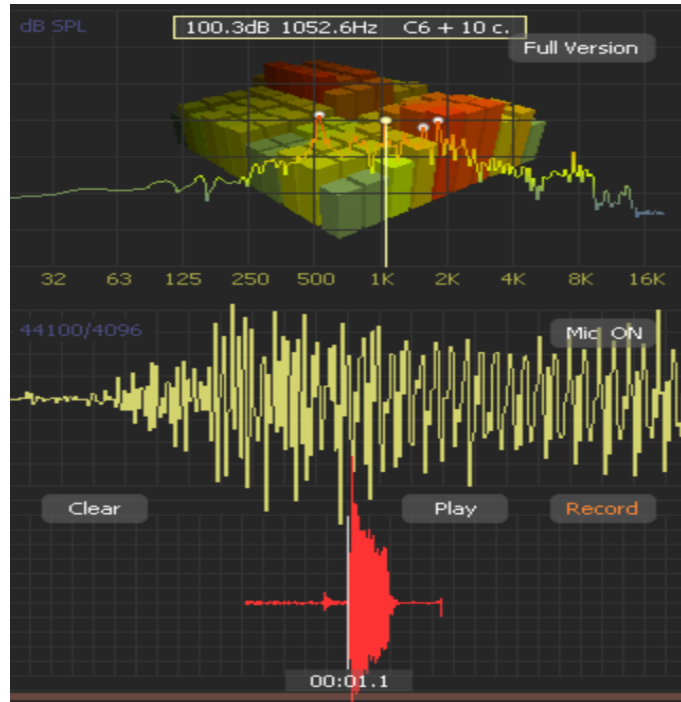 dB SPL 100.3dB 1052.6Hz C6 + 10 c.
Full Version
32 63 125 250 500 1K 2K 4K 8K 16K
44100/4096 Mic ON
Clear Play Record
00:01.1